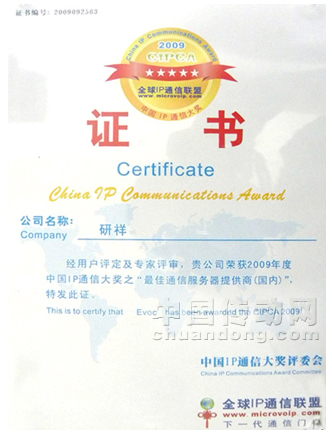 证书编号: 2009092563
China IP Communications Award
2009
CIPCA
★★★★★
全球IP通信联盟
www.microvoip.com
中国IP通信大奖
证 书
Certificate
China IP Communications Award
公司名称: 研祥
Company
经用户评定及专家评审,贵公司荣获2009年度
中国IP通信大奖之“最佳通信服务器提供商(国内)”,
特发此证。
This is to certify that Evoc has been awarded the CIPCA 2009!
中国传动网
chuandong.com
中国IP通信大奖评委会
China IP Communications Award Committee
全球IP通信联盟
www.microvoip.com
下一代通信门户